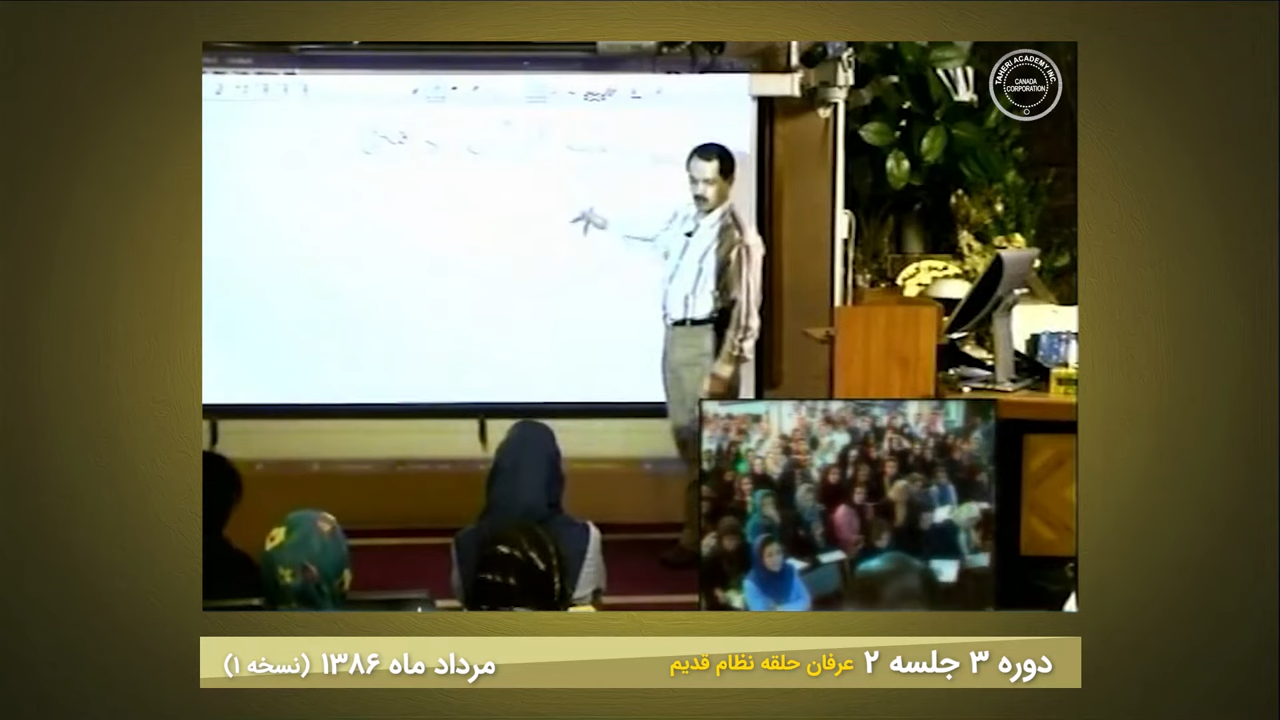 TAHERI ACADEMY INC.
CANADA
CORPORATION
دوره ۳ جلسه ۲ عرفان حلقه نظام قدیم
مرداد ماه ۱۳۸۶ (نسخه ۱)